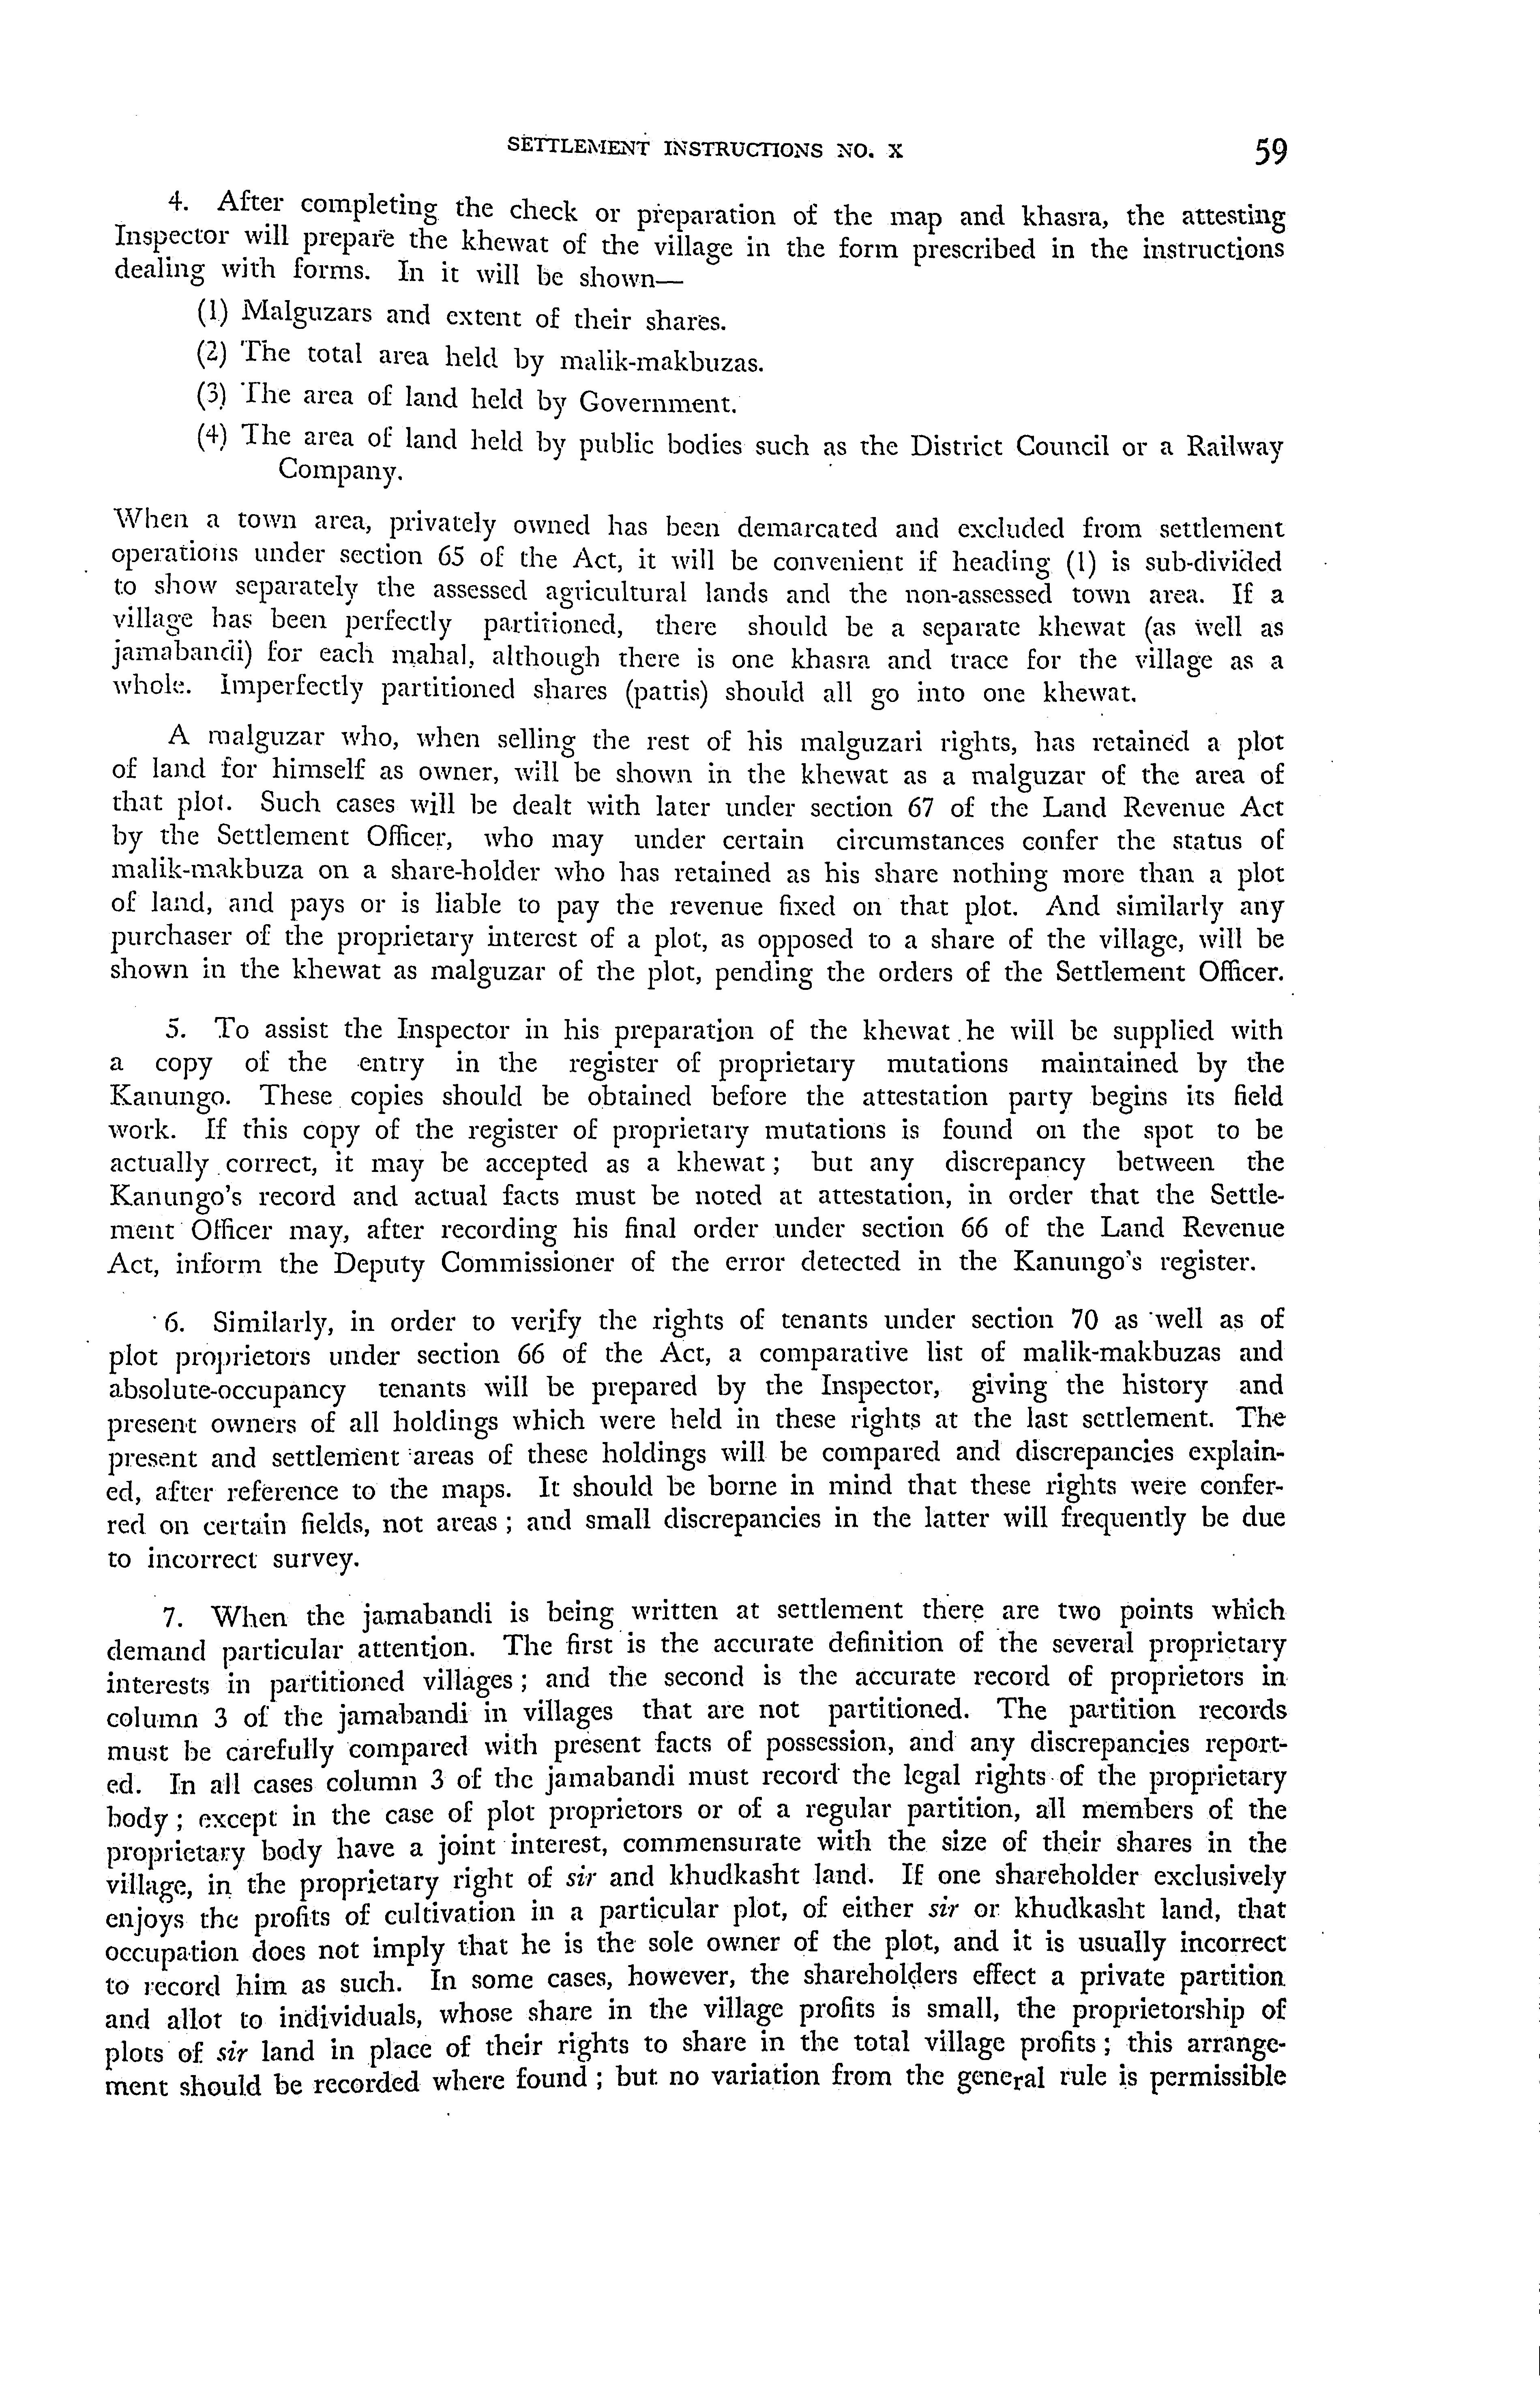 SETTLEMENT INSTRUCTIONS NO. X 59
4. After completing the check or preparation of the map and khasra, the attesting
Inspector will prepare the khewat of the village in the form prescribed in the instructions
dealing with forms. In it will be shown—
(1) Malguzars and extent of their shares.
(2) The total area held by malik-makbuzas.
(3) The area of land held by Government.
(4) The area of land held by public bodies such as the District Council or a Railway
Company.
When a town area, privately owned has been demarcated and excluded from settlement
operations under section 65 of the Act, it will be convenient if heading (1) is sub-divided
to show separately the assessed agricultural lands and the non-assessed town area. If a
village has been perfectly partitioned, there should be a separate khewat (as well as
jamabandi) for each mahal, although there is one khasra and trace for the village as a
whole. Imperfectly partitioned shares (pattis) should all go into one khewat.
A malguzar who, when selling the rest of his malguzari rights, has retained a plot
of land for himself as owner, will be shown in the khewat as a malguzar of the area of
that plot. Such cases will be dealt with later under section 67 of the Land Revenue Act
by the Settlement Officer, who may under certain circumstances confer the status of
malik-makbuza on a share-holder who has retained as his share nothing more than a plot
of land, and pays or is liable to pay the revenue fixed on that plot. And similarly any
purchaser of the proprietary interest of a plot, as opposed to a share of the village, will be
shown in the khewat as malguzar of the plot, pending the orders of the Settlement Officer.
5. To assist the Inspector in his preparation of the khewat he will be supplied with
a copy of the entry in the register of proprietary mutations maintained by the
Kanungo. These copies should be obtained before the attestation party begins its field
work. If this copy of the register of proprietary mutations is found on the spot to be
actually correct, it may be accepted as a khewat; but any discrepancy between the
Kanungo's record and actual facts must be noted at attestation, in order that the Settle-
ment Officer may, after recording his final order under section 66 of the Land Revenue
Act, inform the Deputy Commissioner of the error detected in the Kanungo's register.
6. Similarly, in order to verify the rights of tenants under section 70 as well as of
plot proprietors under section 66 of the Act, a comparative list of malik-makbuzas and
absolute-occupancy tenants will be prepared by the Inspector, giving the history and
present owners of all holdings which were held in these rights at the last settlement. The
present and settlement areas of these holdings will be compared and discrepancies explain-
ed, after reference to the maps. It should be borne in mind that these rights were confer-
red on certain fields, not areas; and small discrepancies in the latter will frequently be due
to incorrect survey.
7. When the jamabandi is being written at settlement there are two points which
demand particular attention. The first is the accurate definition of the several proprietary
interests in partitioned villages; and the second is the accurate record of proprietors in
column 3 of the jamabandi in villages that are not partitioned. The partition records
must be carefully compared with present facts of possession, and any discrepancies report-
ed. In all cases column 3 of the jamabandi must record the legal rights of the proprietary
body; except in the case of plot proprietors or of a regular partition, all members of the
proprietary body have a joint interest, commensurate with the size of their shares in the
village, in the proprietary right of sir and khudkasht land. If one shareholder exclusively
enjoys the profits of cultivation in a particular plot, of either sir or khudkasht land, that
occupation does not imply that he is the sole owner of the plot, and it is usually incorrect
to record him as such. In some cases, however, the shareholders effect a private partition
and allot to individuals, whose share in the village profits is small, the proprietorship of
plots of sir land in place of their rights to share in the total village profits; this arrange-
ment should be recorded where found; but no variation from the general rule is permissible